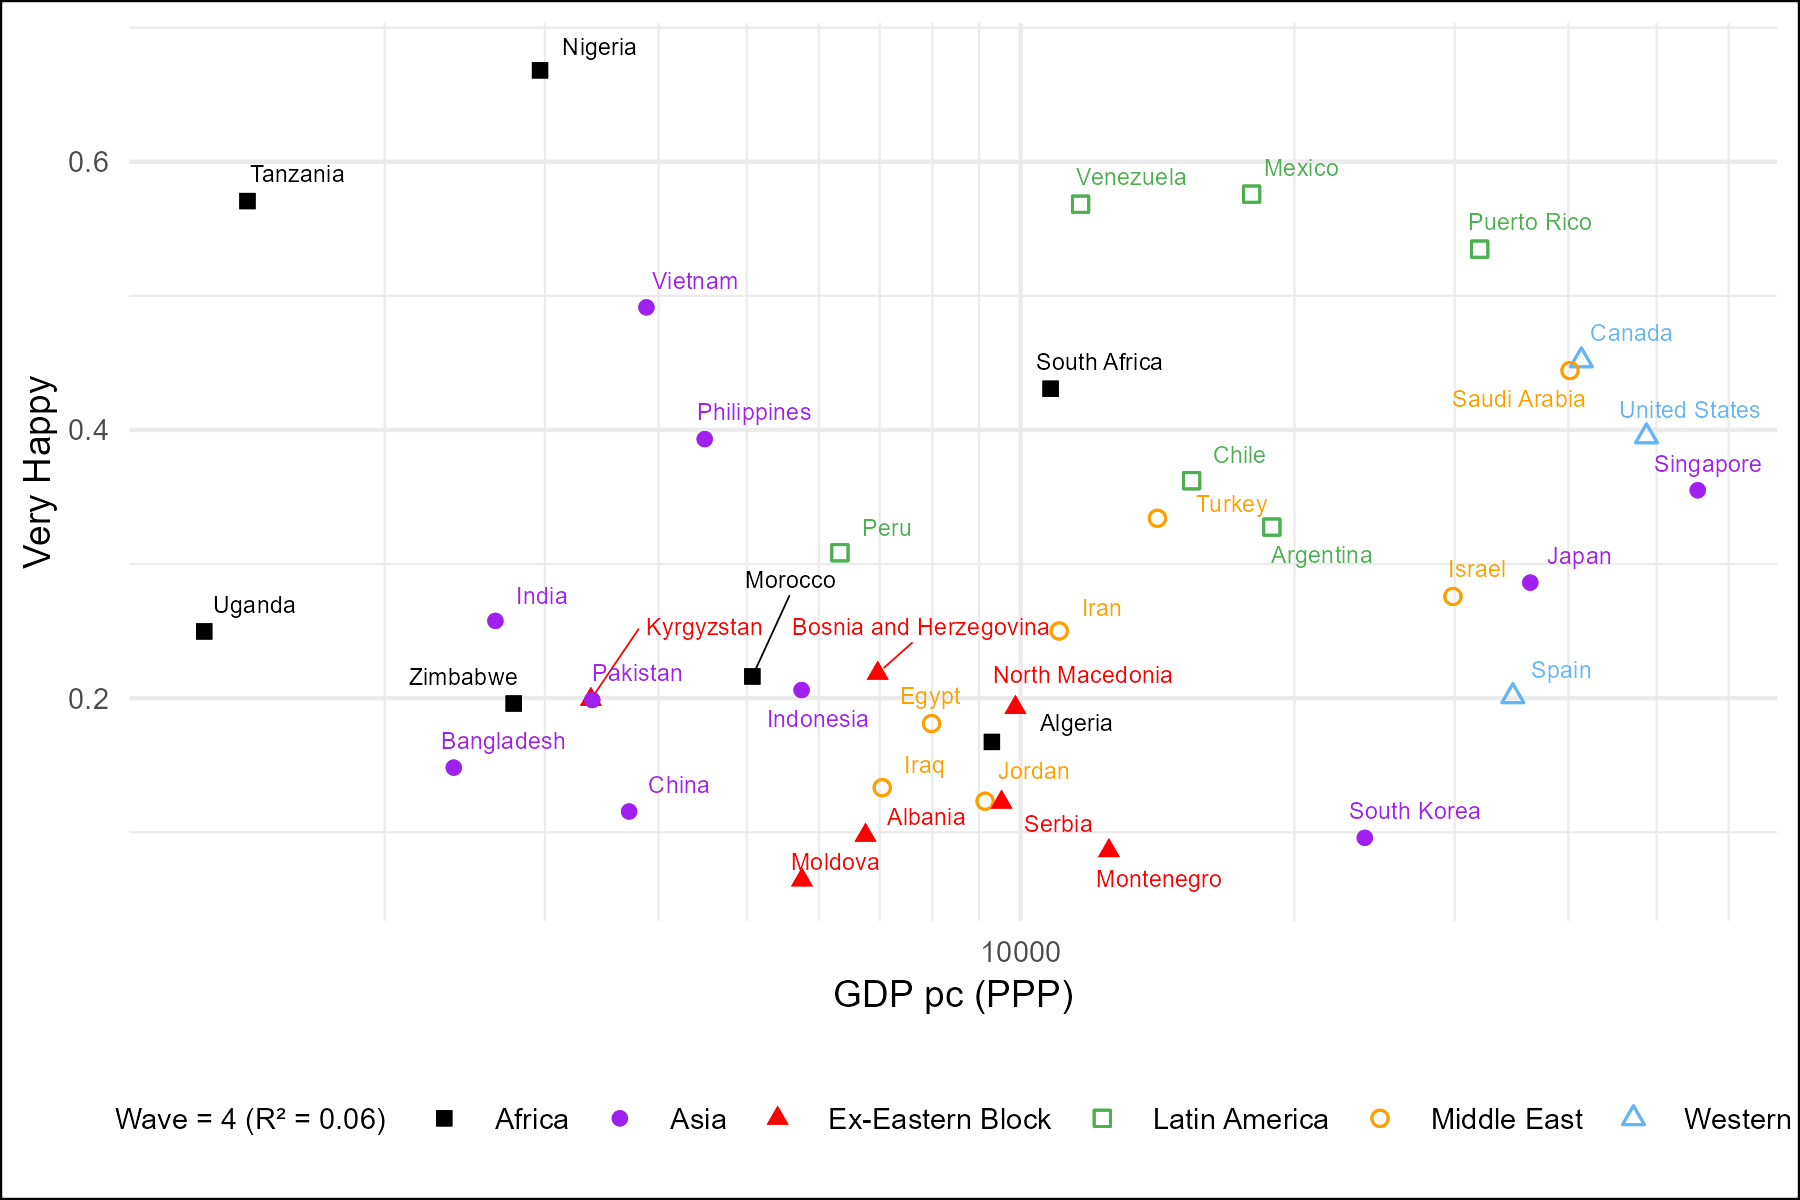 Nigeria
0.6
Tanzania
Venezuela
Mexico
Puerto Rico
Vietnam
Canada
South Africa
Saudi Arabia
United States
Philippines
0.4
Chile
Singapore
Turkey
Peru
Argentina
Japan
Israel
Morocco
India
Uganda
Iran
Kyrgyzstan
Bosnia and Herzegovina
Spain
Zimbabwe
Pakistan
North Macedonia
Egypt
0.2
Indonesia
Algeria
Bangladesh
Iraq
Jordan
China
Albania
Serbia
South Korea
Moldova
Montenegro
Very Happy
10000
GDP pc (PPP)
Wave = 4 (R² = 0.06) Africa Asia Ex-Eastern Block Latin America Middle East Western